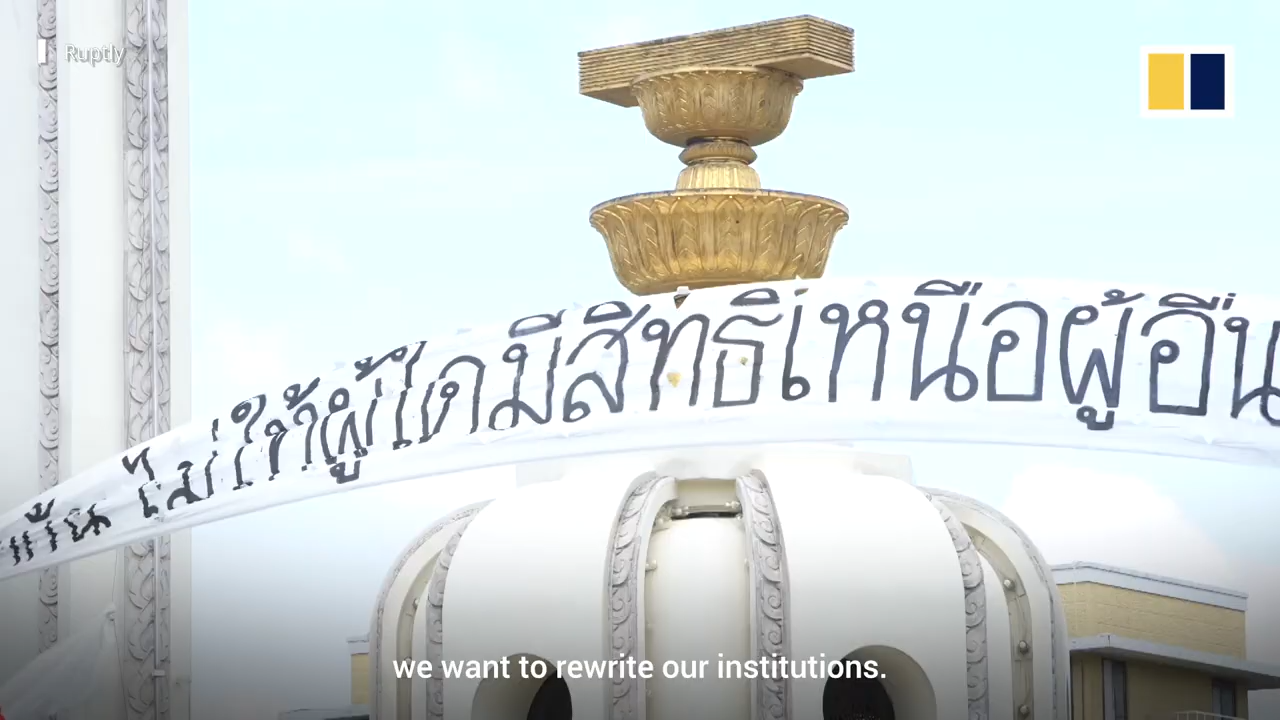 Ruptly
ไม่ให้ผู้ใดมีสิทธิเหนือผู้อื่น
we want to rewrite our institutions.